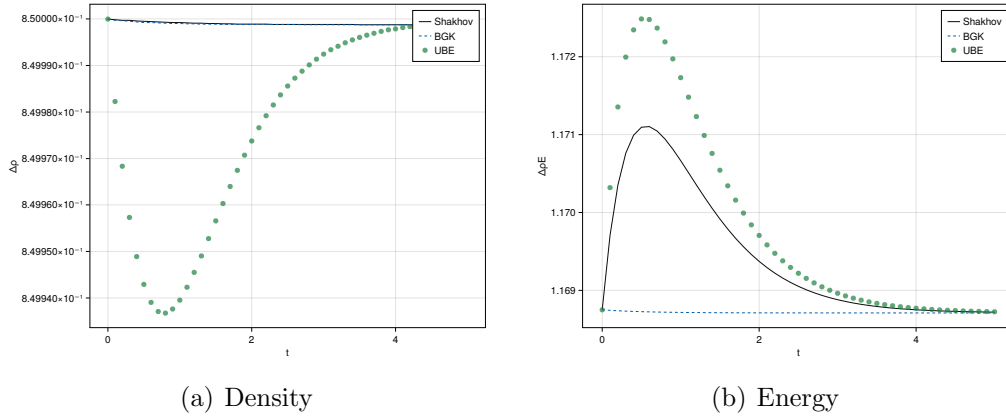 8.50000×10⁻¹
8.49990×10⁻¹
8.49980×10⁻¹
8.49970×10⁻¹
8.49960×10⁻¹
8.49950×10⁻¹
8.49940×10⁻¹
Δρ
0
2
4
t
Shakhov
BGK
UBE
(a) Density
1.172
1.171
1.170
1.169
ΔρE
0
2
4
t
Shakhov
BGK
UBE
(b) Energy